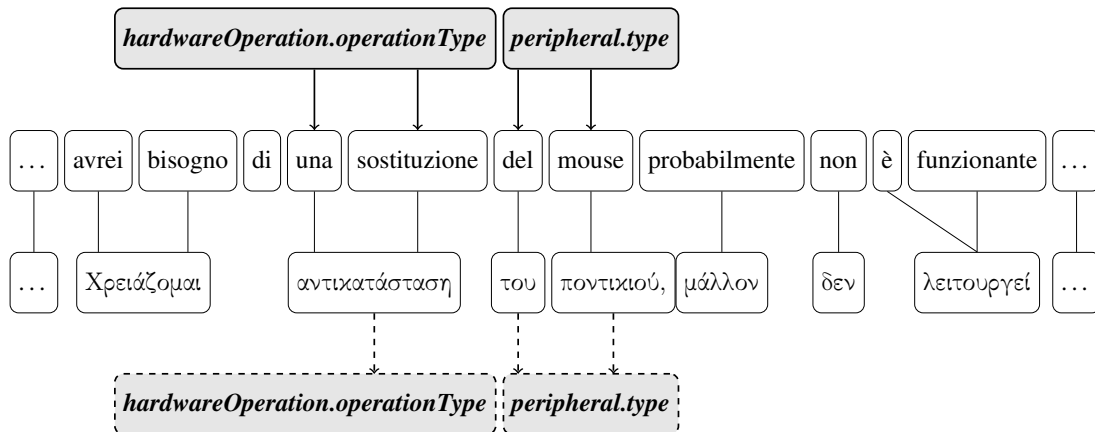 hardwareOperation.operationType peripheral.type
... avrei bisogno di una sostituzione del mouse probabilmente non è funzionante ...
... Χρειάζομαι αντικατάσταση του ποντικιού, μάλλον δεν λειτουργεί ...
hardwareOperation.operationType peripheral.type